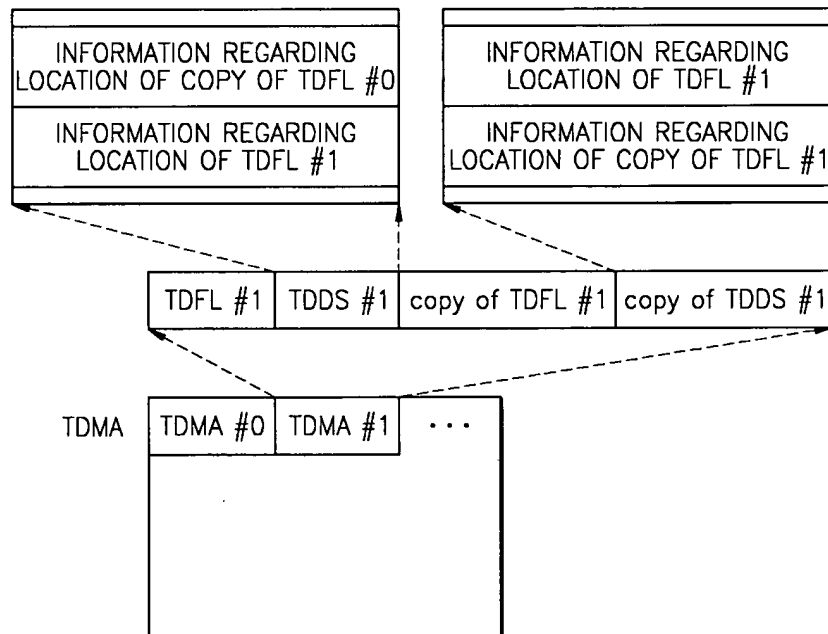 INFORMATION REGARDING
LOCATION OF COPY OF TDFL #0
INFORMATION REGARDING
LOCATION OF TDFL #1
INFORMATION REGARDING
LOCATION OF TDFL #1
INFORMATION REGARDING
LOCATION OF COPY OF TDFL #1
TDFL #1 TDDS #1 copy of TDFL #1 copy of TDDS #1
TDMA TDMA #0 TDMA #1 ...